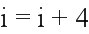 i = i + 4